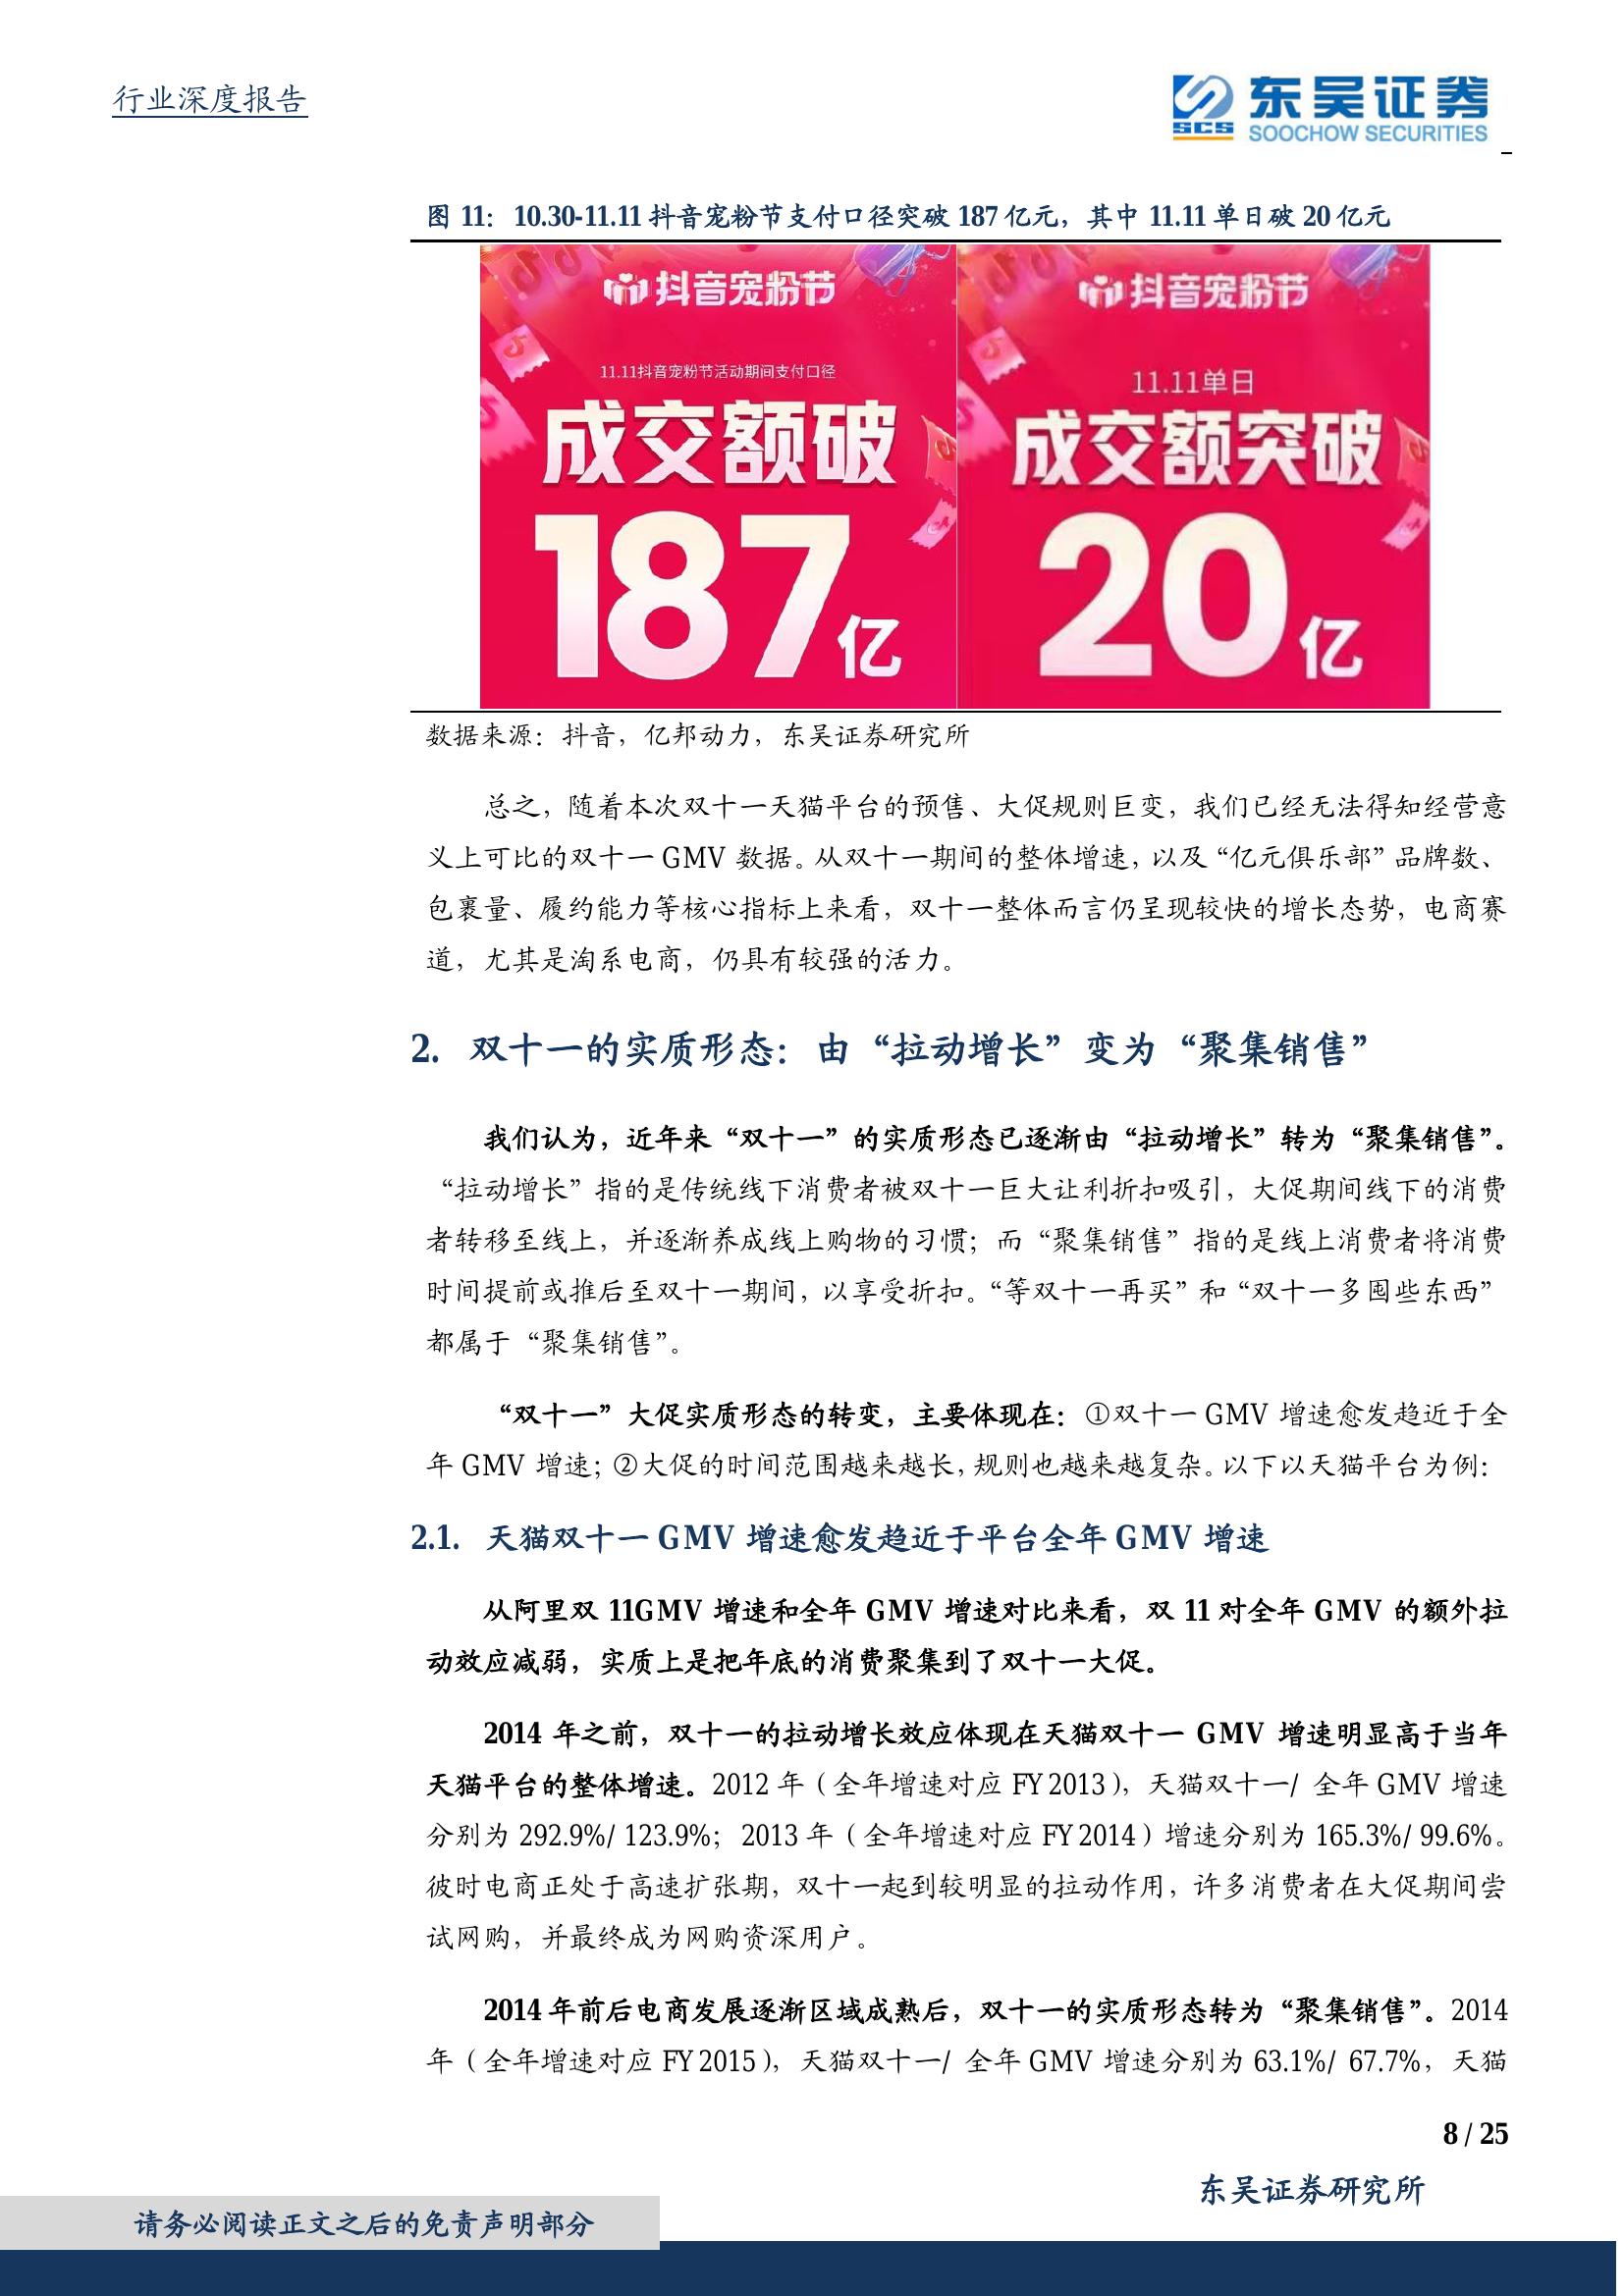 行业深度报告
东吴证券
SCS
SOOCHOW SECURITIES
图 11： 10.30-11.11 抖音宠粉节支付口径突破 187 亿元，其中 11.11 单日破 20 亿元
抖音宠粉节
11.11抖音宠粉节活动期间支付口径
成交额破
187亿
抖音宠粉节
11.11单日
成交额突破
20亿
数据来源：抖音，亿邦动力，东吴证券研究所
总之，随着本次双十一天猫平台的预售、大促规则巨变，我们已经无法得知经营意
义上可比的双十一 GMV 数据。从双十一期间的整体增速，以及“亿元俱乐部”品牌数、
包裹量、履约能力等核心指标上来看，双十一整体而言仍呈现较快的增长态势，电商赛
道，尤其是淘系电商，仍具有较强的活力。
2. 双十一的实质形态：由“拉动增长”变为“聚集销售”
我们认为，近年来“双十一”的实质形态已逐渐由“拉动增长”转为“聚集销售”。
“拉动增长”指的是传统线下消费者被双十一巨大让利折扣吸引，大促期间线下的消费
者转移至线上，并逐渐养成线上购物的习惯；而“聚集销售”指的是线上消费者将消费
时间提前或推后至双十一期间，以享受折扣。“等双十一再买”和“双十一多囤些东西”
都属于“聚集销售”。
“双十一”大促实质形态的转变，主要体现在：①双十一 GMV 增速愈发趋近于全
年 GMV 增速；②大促的时间范围越来越长，规则也越来越复杂。以下以天猫平台为例：
2.1. 天猫双十一 GMV 增速愈发趋近于平台全年 GMV 增速
从阿里双 11GMV 增速和全年 GMV 增速对比来看，双 11 对全年 GMV 的额外拉
动效应减弱，实质上是把年底的消费聚集到了双十一大促。
2014 年之前，双十一的拉动增长效应体现在天猫双十一 GMV 增速明显高于当年
天猫平台的整体增速。2012 年（全年增速对应 FY2013），天猫双十一/ 全年 GMV 增速
分别为 292.9%/ 123.9%；2013 年（全年增速对应 FY2014）增速分别为 165.3%/ 99.6%。
彼时电商正处于高速扩张期，双十一起到较明显的拉动作用，许多消费者在大促期间尝
试网购，并最终成为网购资深用户。
2014 年前后电商发展逐渐区域成熟后，双十一的实质形态转为“聚集销售”。2014
年（全年增速对应 FY2015），天猫双十一/ 全年 GMV 增速分别为 63.1%/ 67.7%，天猫
8 / 25
东吴证券研究所
请务必阅读正文之后的免责声明部分